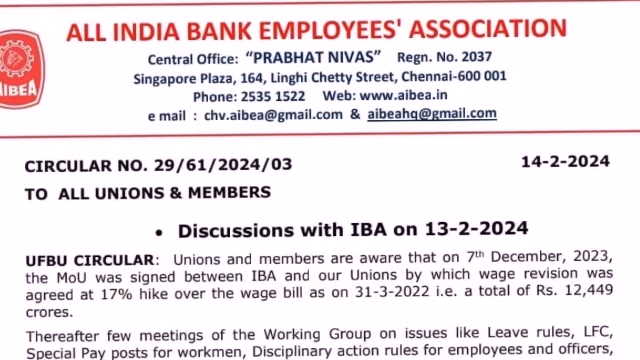 ALL INDIA BANK EMPLOYEES' ASSOCIATION
Central Office: “PRABHAT NIVAS” Regn. No. 2037
Singapore Plaza, 164, Linghi Chetty Street, Chennai-600 001
Phone: 2535 1522 Web: www.aibea.in
e mail : chv.aibea@gmail.com & aibeahq@gmail.com
AIBEA
CIRCULAR NO. 29/61/2024/03 14-2-2024
TO ALL UNIONS & MEMBERS
• Discussions with IBA on 13-2-2024
UFBU CIRCULAR: Unions and members are aware that on 7th December, 2023,
the MoU was signed between IBA and our Unions by which wage revision was
agreed at 17% hike over the wage bill as on 31-3-2022 i.e. a total of Rs. 12,449
crores.
Thereafter few meetings of the Working Group on issues like Leave rules, LFC,
Special Pay posts for workmen, Disciplinary action rules for employees and officers,